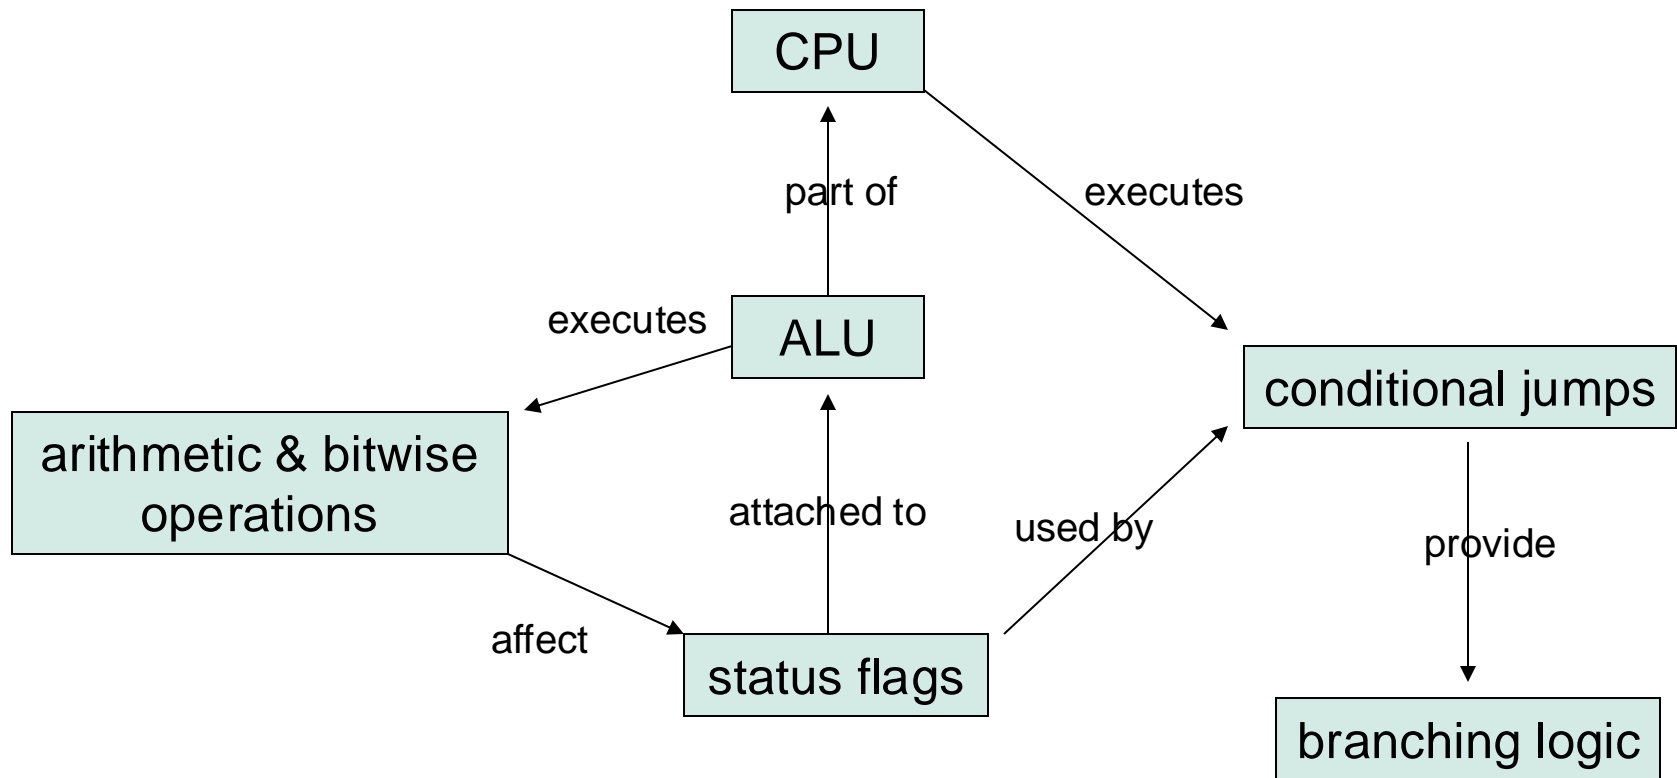 CPU
part of
executes
executes
ALU
conditional jumps
arithmetic & bitwise
operations
attached to
used by
provide
affect
status flags
branching logic